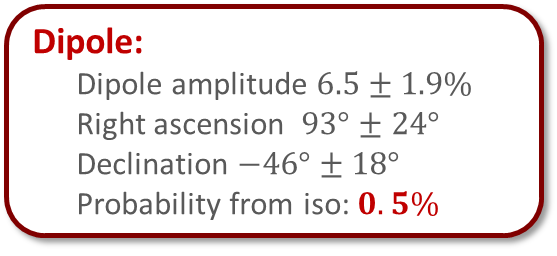 Dipole:
Dipole amplitude 6.5 ± 1.9%
Right ascension 93° ± 24°
Declination −46° ± 18°
Probability from iso: 0.5%